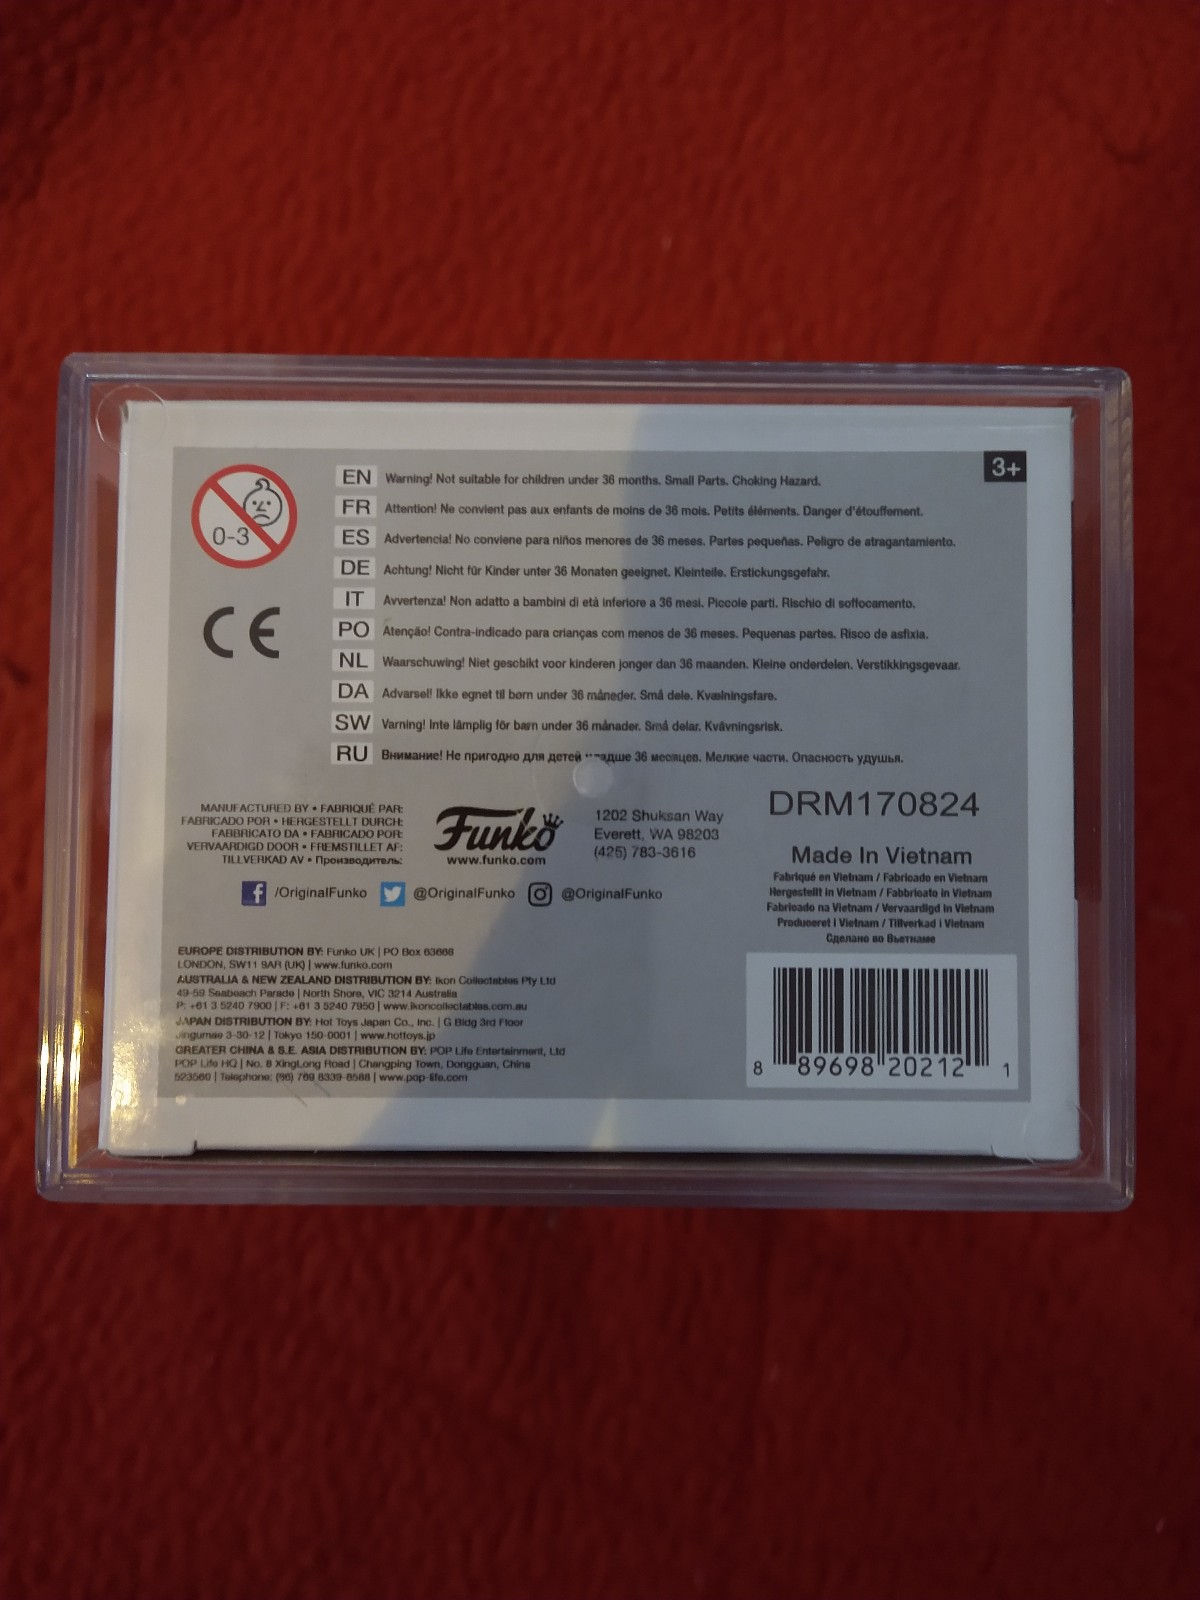 3+
0-3
CE
EN Warning! Not suitable for children under 36 months. Small Parts. Choking Hazard.
FR Attention! Ne convient pas aux enfants de moins de 36 mois. Petits éléments. Danger d'étouffement.
ES Advertencia! No conviene para niños menores de 36 meses. Partes pequeñas. Peligro de atragantamiento.
DE Achtung! Nicht für Kinder unter 36 Monaten geeignet. Kleinteile. Erstickungsgefahr.
IT Avvertenza! Non adatto a bambini di età inferiore a 36 mesi. Piccole parti. Rischio di soffocamento.
PO Atenção! Contra-indicado para crianças com menos de 36 meses. Pequenas partes. Risco de asfixia.
NL Waarschuwing! Niet geschikt voor kinderen jonger dan 36 maanden. Kleine onderdelen. Verstikkingsgevaar.
DA Advarsel! Ikke egnet til børn under 36 måneder. Små dele. Kvælningsfare.
SW Varning! Inte lämplig för barn under 36 månader. Små delar. Kvävningsrisk.
RU Внимание! Не пригодно для детей 36 месяцев. Мелкие части. Опасность удушья.
MANUFACTURED BY • FABRIQUÉ PAR:
FABRICADO POR • HERGESTELLT DURCH:
FABBRICATO DA • FABRICADO POR:
VERVAARDIGD DOOR • FREMSTILLET AF:
TILLVERKAD AV • Производитель:
Funko
www.funko.com
1202 Shuksan Way
Everett, WA 98203
(425) 783-3616
/OriginalFunko @OriginalFunko @OriginalFunko
DRM170824
Made In Vietnam
Fabriqué en Vietnam / Fabricado en Vietnam
Hergestellt in Vietnam / Fabbricato in Vietnam
Fabricado na Vietnam / Vervaardigd in Vietnam
Produceret i Vietnam / Tillverkad i Vietnam
Сделано во Вьетнаме
EUROPE DISTRIBUTION BY: Funko UK | PO Box 63668
LONDON, SW11 9AR (UK) | www.funko.com
AUSTRALIA & NEW ZEALAND DISTRIBUTION BY: Ikon Collectables Pty Ltd
49-59 Seabeach Parade | North Shore, VIC 3214 Australia
P: +61 3 5240 7900 | F: +61 3 5240 7950 | www.ikoncollectables.com.au
JAPAN DISTRIBUTION BY: Hot Toys Japan Co., Inc. | G Bldg 3rd Floor
Jingumae 3-30-12 | Tokyo 150-0001 | www.hottoys.jp
GREATER CHINA & S.E. ASIA DISTRIBUTION BY: POP Life Entertainment, Ltd
POP Life HQ | No. 8 XingLong Road | Changping Town, Dongguan, China
523560 | Telephone: (86) 769 8339-8588 | www.pop-life.com
8 89698 20212 1